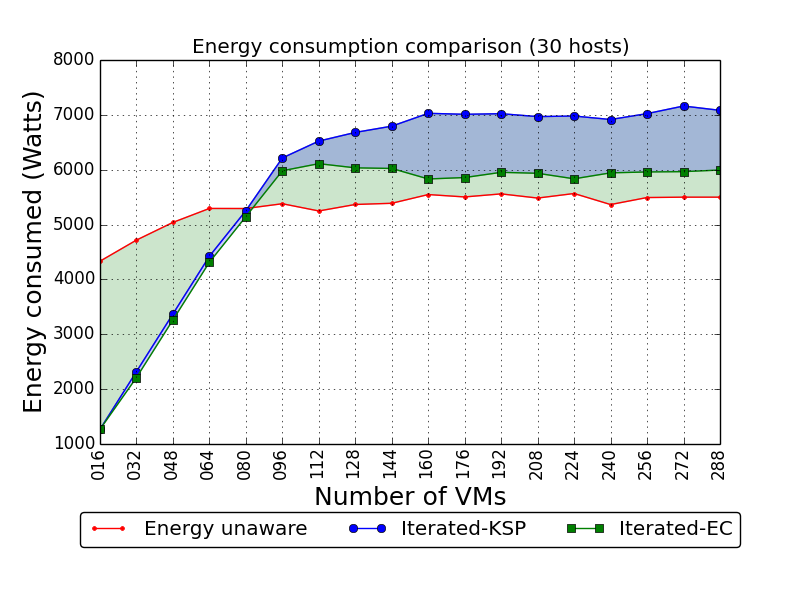 Energy consumption comparison (30 hosts)
Energy consumed (Watts)
8000
7000
6000
5000
4000
3000
2000
1000
016 032 048 064 080 096 112 128 144 160 176 192 208 224 240 256 272 288
Number of VMs
Energy unaware Iterated-KSP Iterated-EC